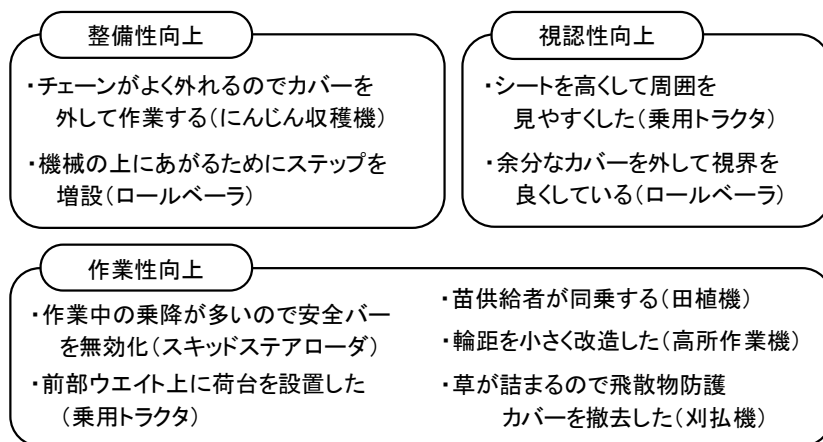 整備性向上
・チェーンがよく外れるのでカバーを
外して作業する(にんじん収穫機)
・機械の上にあがるためにステップを
増設(ロールベーラ)
視認性向上
・シートを高くして周囲を
見やすくした(乗用トラクタ)
・余分なカバーを外して視界を
良くしている(ロールベーラ)
作業性向上
・作業中の乗降が多いので安全バー
を無効化(スキッドステアローダ)
・前部ウエイト上に荷台を設置した
(乗用トラクタ)
・苗供給者が同乗する(田植機)
・輪距を小さく改造した(高所作業機)
・草が詰まるので飛散物防護
カバーを撤去した(刈払機)